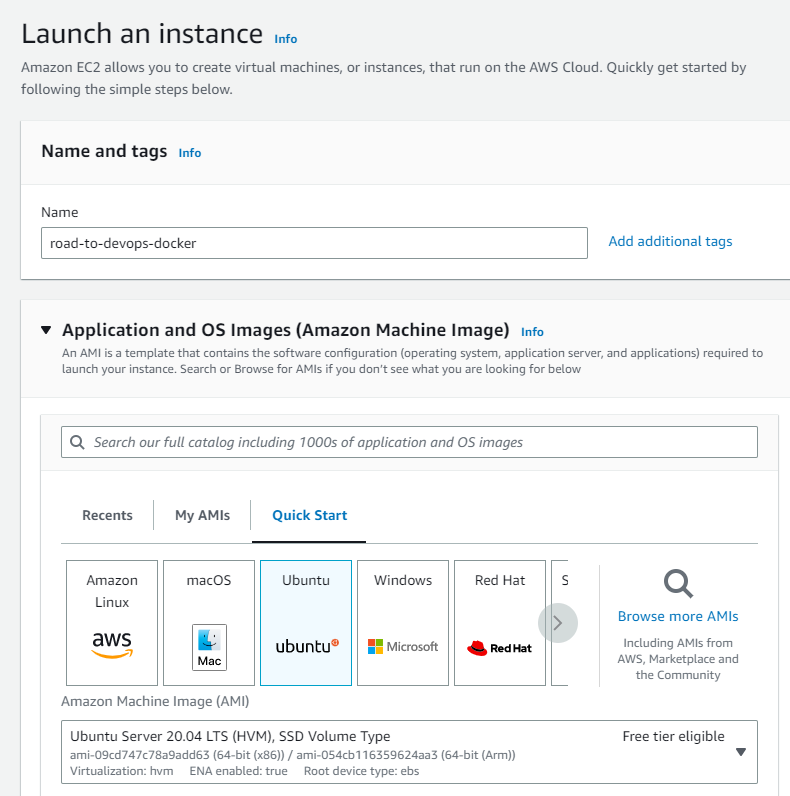 Launch an instance Info
Amazon EC2 allows you to create virtual machines, or instances, that run on the AWS Cloud. Quickly get started by
following the simple steps below.
Name and tags Info
Name
road-to-devops-docker Add additional tags
Application and OS Images (Amazon Machine Image) Info
An AMI is a template that contains the software configuration (operating system, application server, and applications) required to
launch your instance. Search or Browse for AMIs if you don't see what you are looking for below
Search our full catalog including 1000s of application and OS images
Recents My AMIs Quick Start
Amazon
Linux
aws
macOS
Mac
Ubuntu
ubuntu
Windows
Microsoft
Red Hat
Red Hat
S
Browse more AMIs
Including AMIs from
AWS, Marketplace and
the Community
Amazon Machine Image (AMI)
Ubuntu Server 20.04 LTS (HVM), SSD Volume Type Free tier eligible
ami-09cd747c78a9add63 (64-bit (x86)) / ami-054cb116359624aa3 (64-bit (Arm))
Virtualization: hvm ENA enabled: true Root device type: ebs